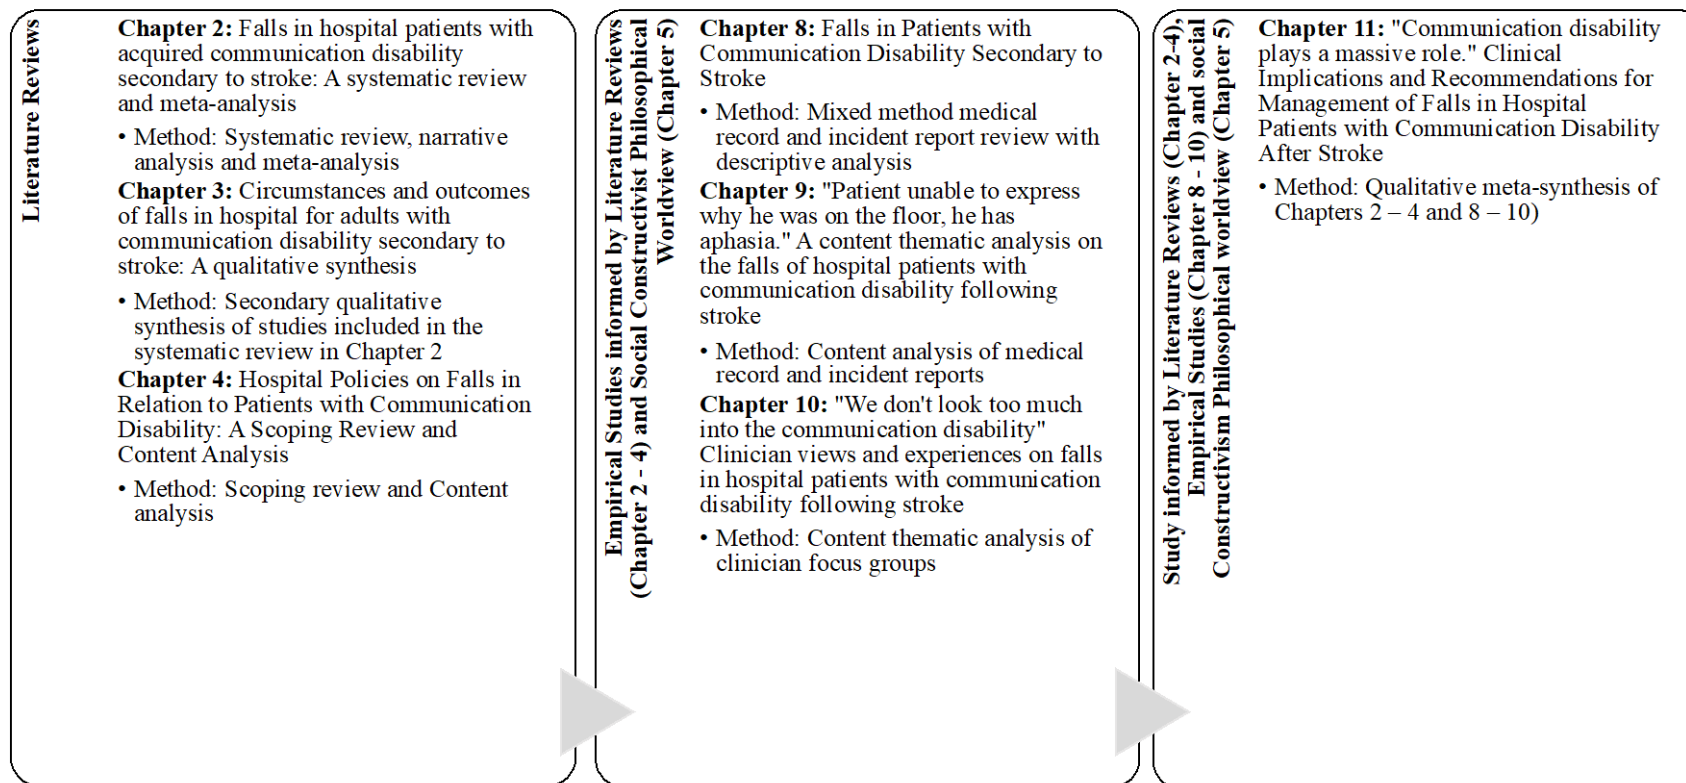 Literature Reviews
Chapter 2: Falls in hospital patients with
acquired communication disability
secondary to stroke: A systematic review
and meta-analysis
• Method: Systematic review, narrative
analysis and meta-analysis
Chapter 3: Circumstances and outcomes
of falls in hospital for adults with
communication disability secondary to
stroke: A qualitative synthesis
• Method: Secondary qualitative
synthesis of studies included in the
systematic review in Chapter 2
Chapter 4: Hospital Policies on Falls in
Relation to Patients with Communication
Disability: A Scoping Review and
Content Analysis
• Method: Scoping review and Content
analysis
Empirical Studies informed by Literature Reviews
(Chapter 2 - 4) and Social Constructivist Philosophical
Worldview (Chapter 5)
Chapter 8: Falls in Patients with
Communication Disability Secondary to
Stroke
• Method: Mixed method medical
record and incident report review with
descriptive analysis
Chapter 9: "Patient unable to express
why he was on the floor, he has
aphasia." A content thematic analysis on
the falls of hospital patients with
communication disability following
stroke
• Method: Content analysis of medical
record and incident reports
Chapter 10: "We don't look too much
into the communication disability"
Clinician views and experiences on falls
in hospital patients with communication
disability following stroke
• Method: Content thematic analysis of
clinician focus groups
Study informed by Literature Reviews (Chapter 2-4),
Empirical Studies (Chapter 8 - 10) and social
Constructivism Philosophical worldview (Chapter 5)
Chapter 11: "Communication disability
plays a massive role." Clinical
Implications and Recommendations for
Management of Falls in Hospital
Patients with Communication Disability
After Stroke
• Method: Qualitative meta-synthesis of
Chapters 2 – 4 and 8 – 10)